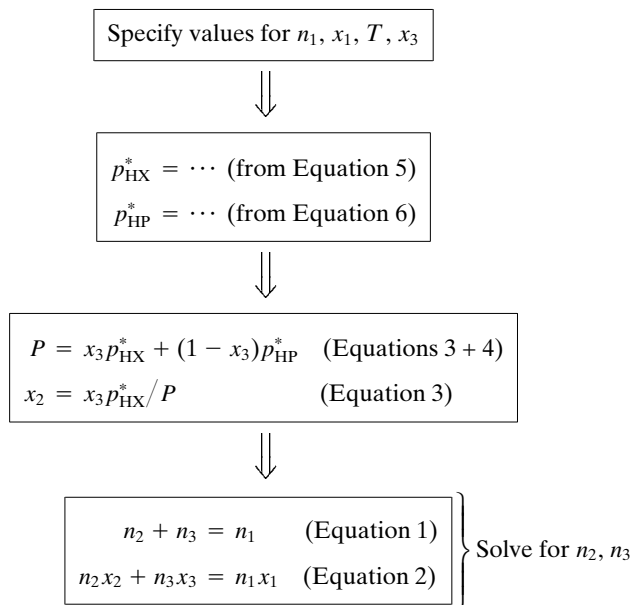 Specify values for n₁, x₁, T, x₃
p*HX = ⋯ (from Equation 5)
p*HP = ⋯ (from Equation 6)
P = x₃p*HX + (1 − x₃)p*HP (Equations 3 + 4)
x₂ = x₃p*HX/P (Equation 3)
n₂ + n₃ = n₁ (Equation 1)
n₂x₂ + n₃x₃ = n₁x₁ (Equation 2)
Solve for n₂, n₃